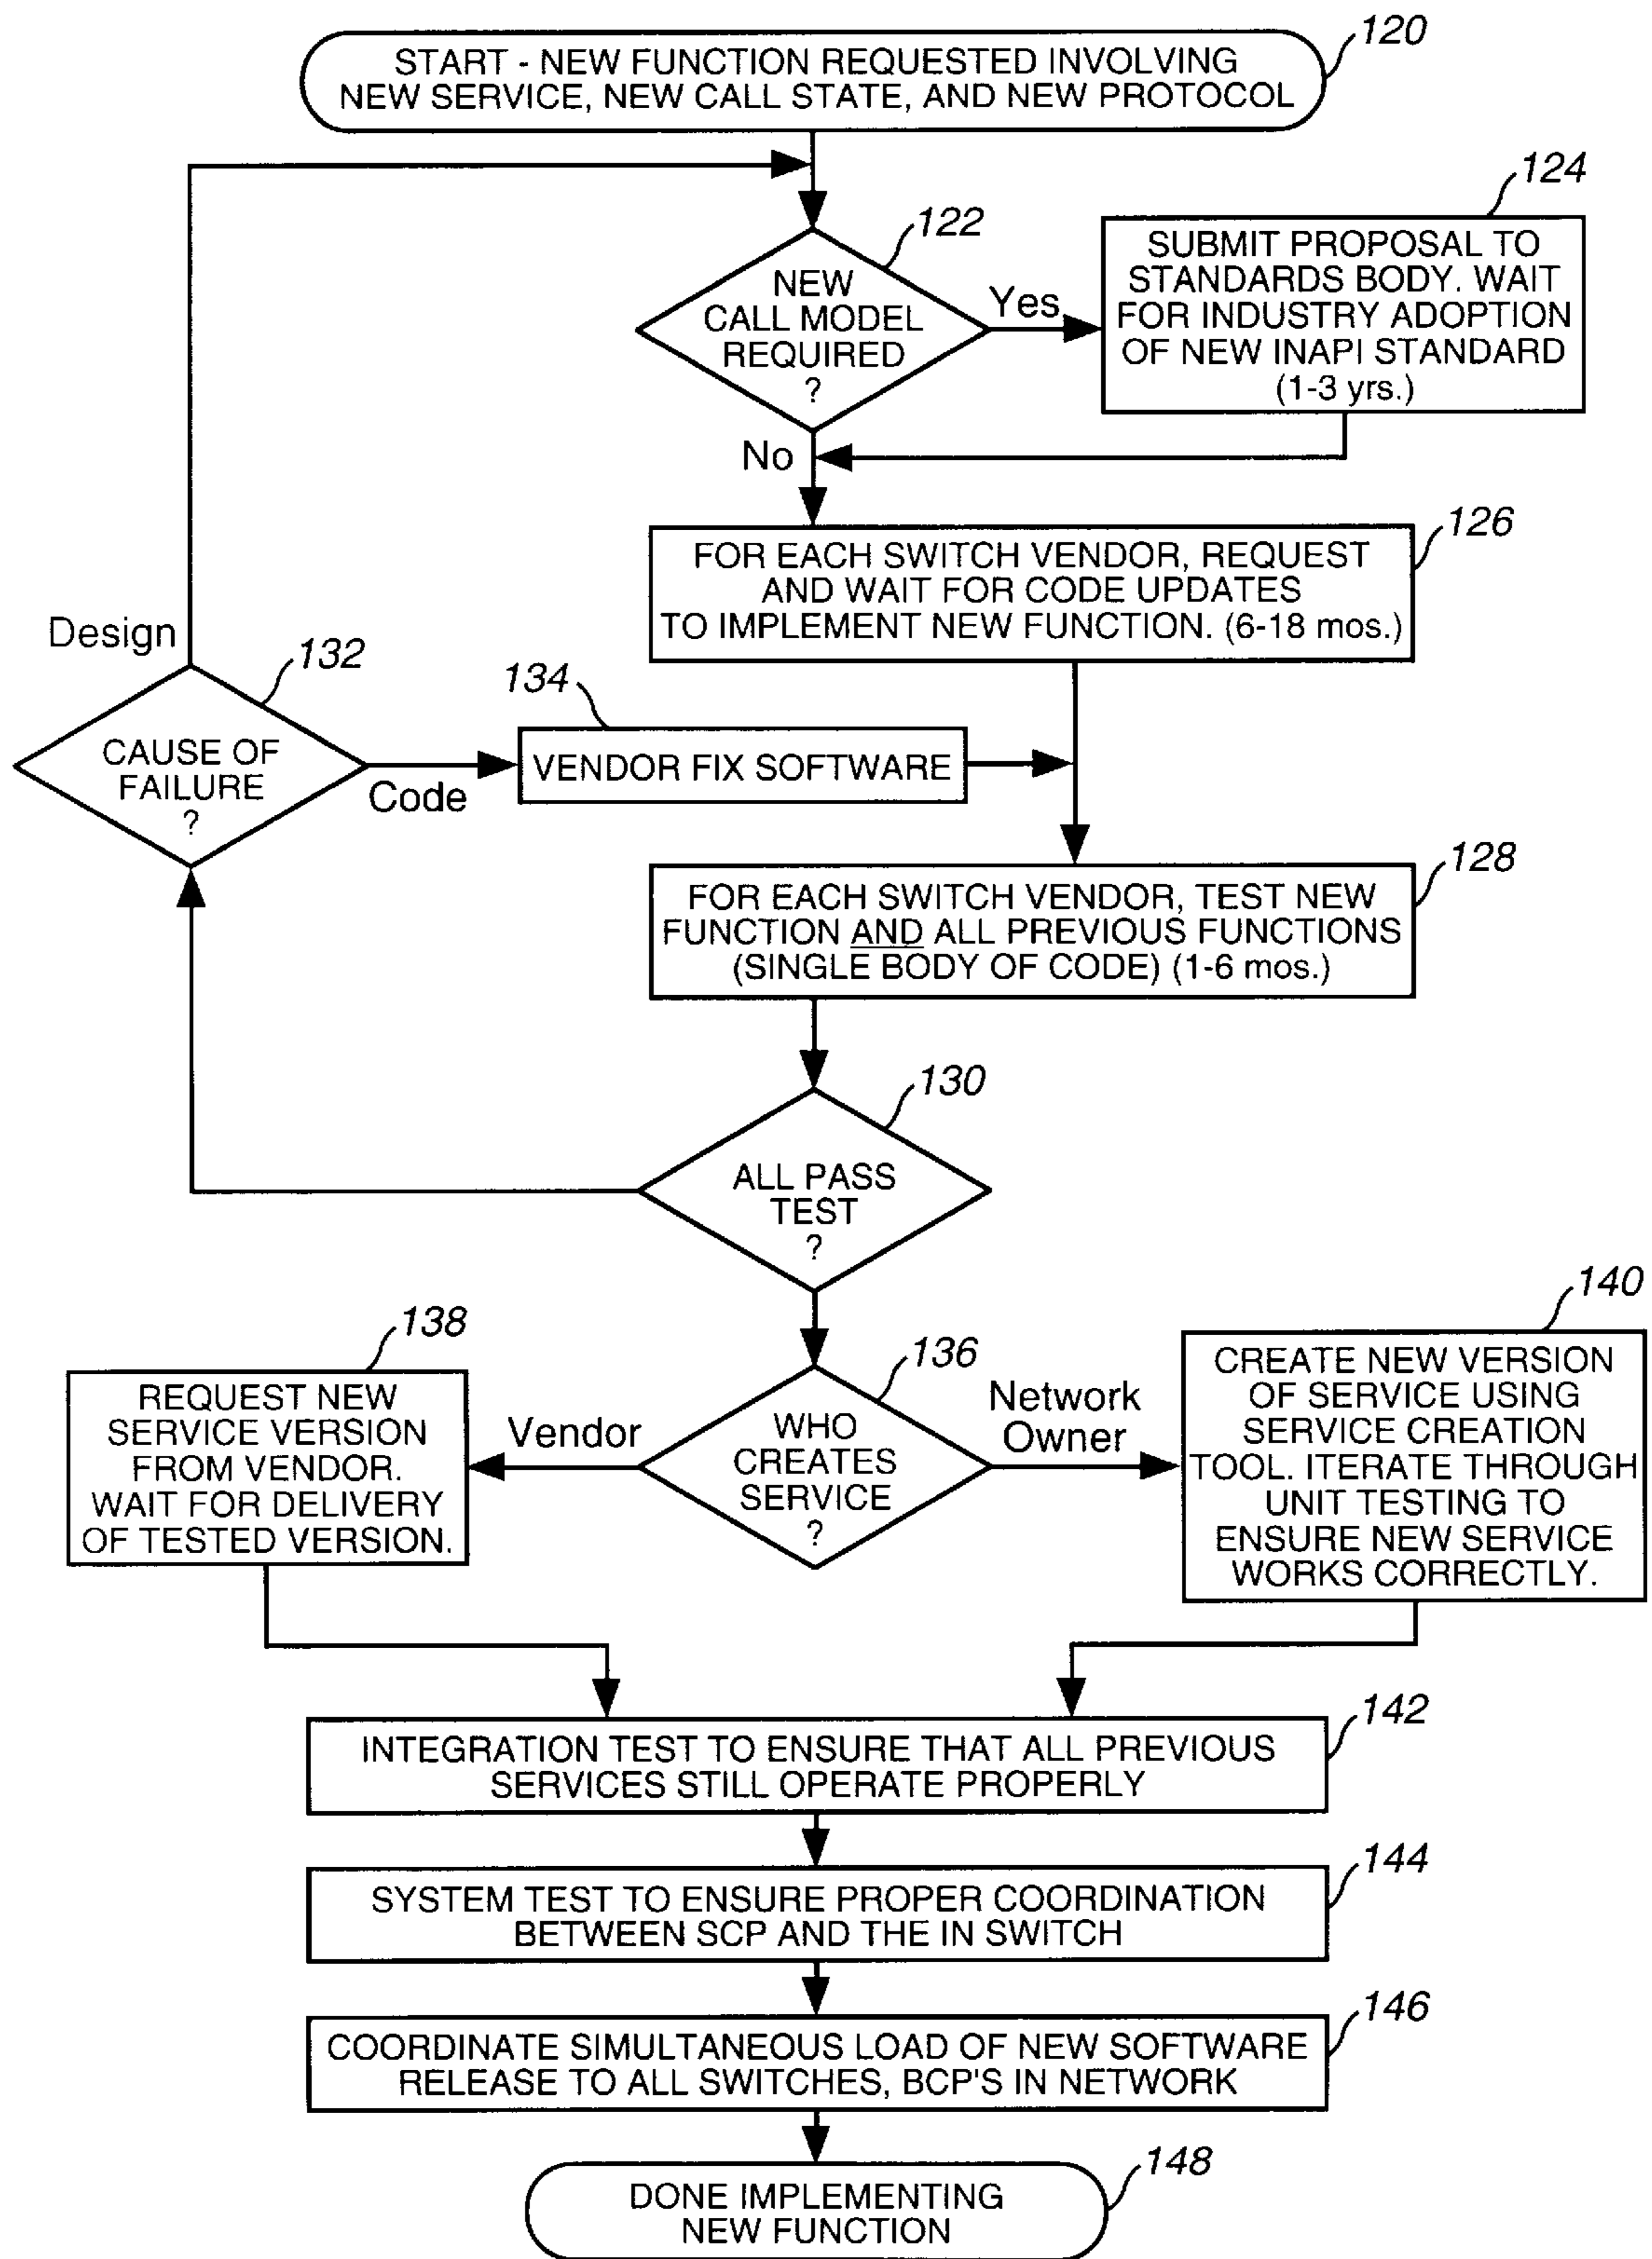 120
START - NEW FUNCTION REQUESTED INVOLVING
NEW SERVICE, NEW CALL STATE, AND NEW PROTOCOL
122
NEW
CALL MODEL
REQUIRED
?
Yes
124
SUBMIT PROPOSAL TO
STANDARDS BODY. WAIT
FOR INDUSTRY ADOPTION
OF NEW INAPI STANDARD
(1-3 yrs.)
No
126
FOR EACH SWITCH VENDOR, REQUEST
AND WAIT FOR CODE UPDATES
TO IMPLEMENT NEW FUNCTION. (6-18 mos.)
Design
132
CAUSE OF
FAILURE
?
Code
134
VENDOR FIX SOFTWARE
128
FOR EACH SWITCH VENDOR, TEST NEW
FUNCTION AND ALL PREVIOUS FUNCTIONS
(SINGLE BODY OF CODE) (1-6 mos.)
130
ALL PASS
TEST
?
136
WHO
CREATES
SERVICE
?
Vendor
138
REQUEST NEW
SERVICE VERSION
FROM VENDOR.
WAIT FOR DELIVERY
OF TESTED VERSION.
Network
Owner
140
CREATE NEW VERSION
OF SERVICE USING
SERVICE CREATION
TOOL. ITERATE THROUGH
UNIT TESTING TO
ENSURE NEW SERVICE
WORKS CORRECTLY.
142
INTEGRATION TEST TO ENSURE THAT ALL PREVIOUS
SERVICES STILL OPERATE PROPERLY
144
SYSTEM TEST TO ENSURE PROPER COORDINATION
BETWEEN SCP AND THE IN SWITCH
146
COORDINATE SIMULTANEOUS LOAD OF NEW SOFTWARE
RELEASE TO ALL SWITCHES, BCP'S IN NETWORK
148
DONE IMPLEMENTING
NEW FUNCTION